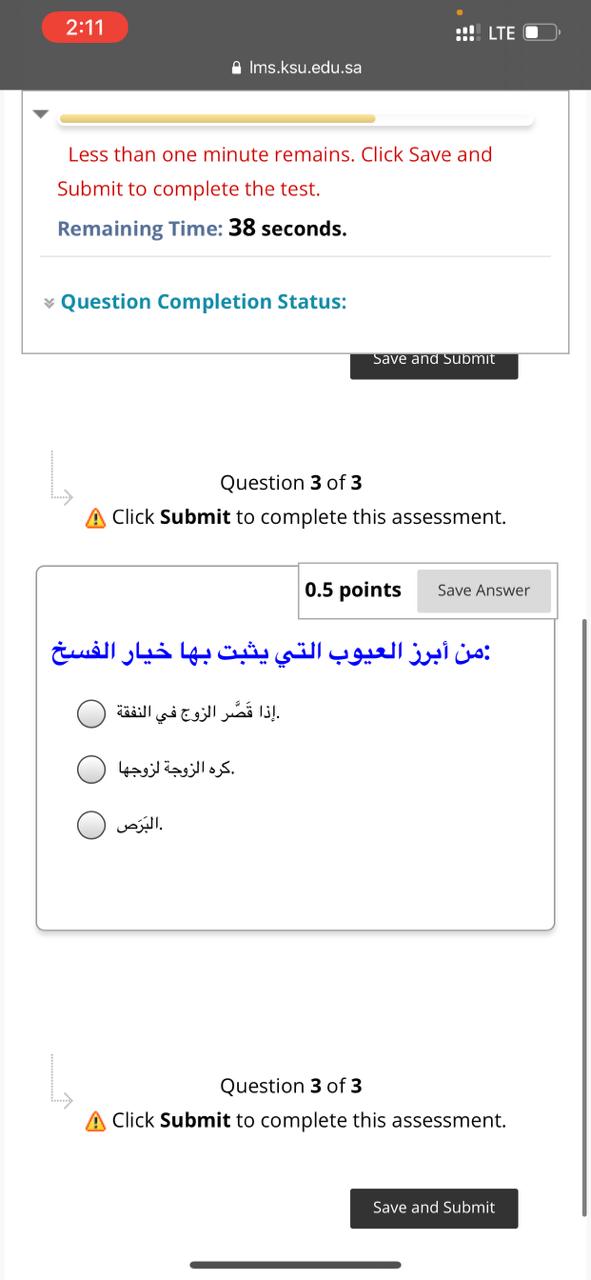 2:11
LTE
lms.ksu.edu.sa
Less than one minute remains. Click Save and
Submit to complete the test.
Remaining Time: 38 seconds.
Question Completion Status:
Save and Submit
Question 3 of 3
Click Submit to complete this assessment.
0.5 points
Save Answer
من أبرز العيوب التي يثبت بها خيار الفسخ:
إذا قَصَّر الزوج في النفقة.
كره الزوجة لزوجها.
البَرَص.
Question 3 of 3
Click Submit to complete this assessment.
Save and Submit